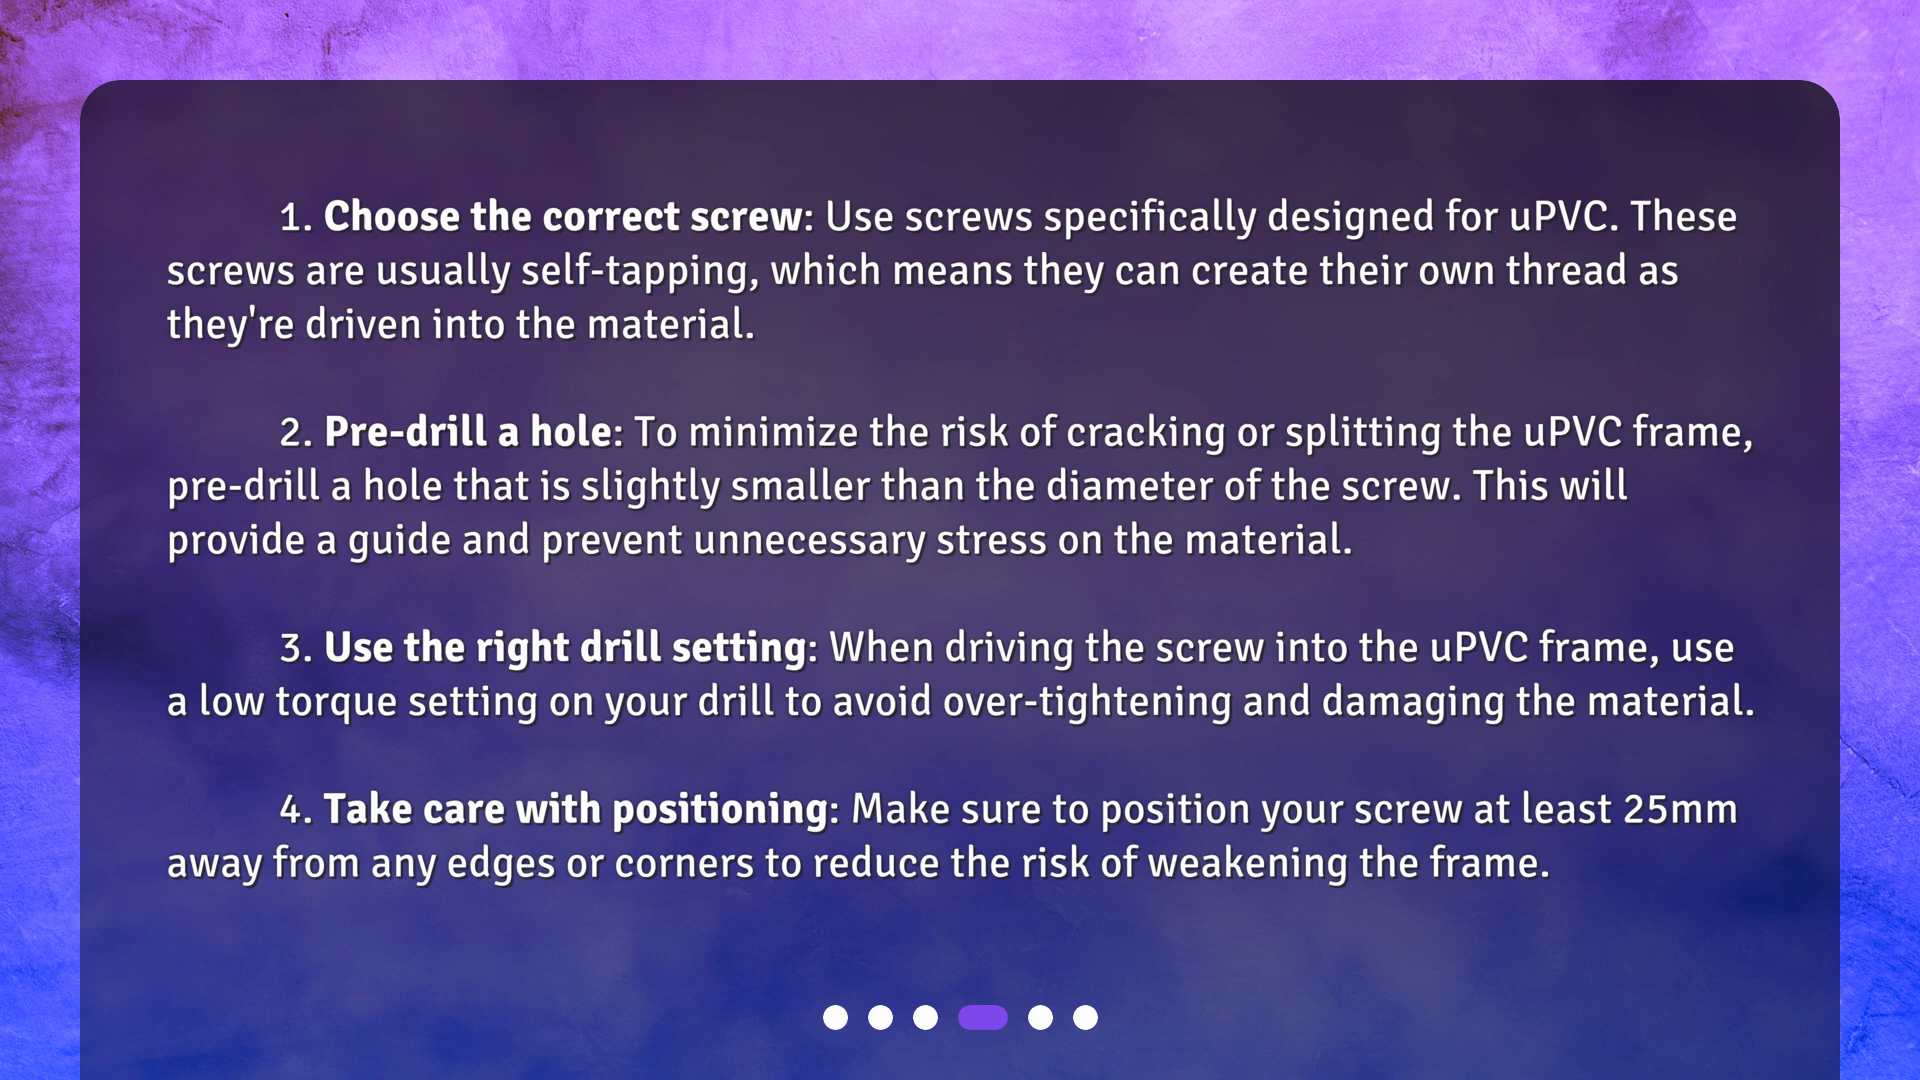 1. Choose the correct screw: Use screws specifically designed for uPVC. These
screws are usually self-tapping, which means they can create their own thread as
they're driven into the material.
2. Pre-drill a hole: To minimize the risk of cracking or splitting the uPVC frame,
pre-drill a hole that is slightly smaller than the diameter of the screw. This will
provide a guide and prevent unnecessary stress on the material.
3. Use the right drill setting: When driving the screw into the uPVC frame, use
a low torque setting on your drill to avoid over-tightening and damaging the material.
4. Take care with positioning: Make sure to position your screw at least 25mm
away from any edges or corners to reduce the risk of weakening the frame.